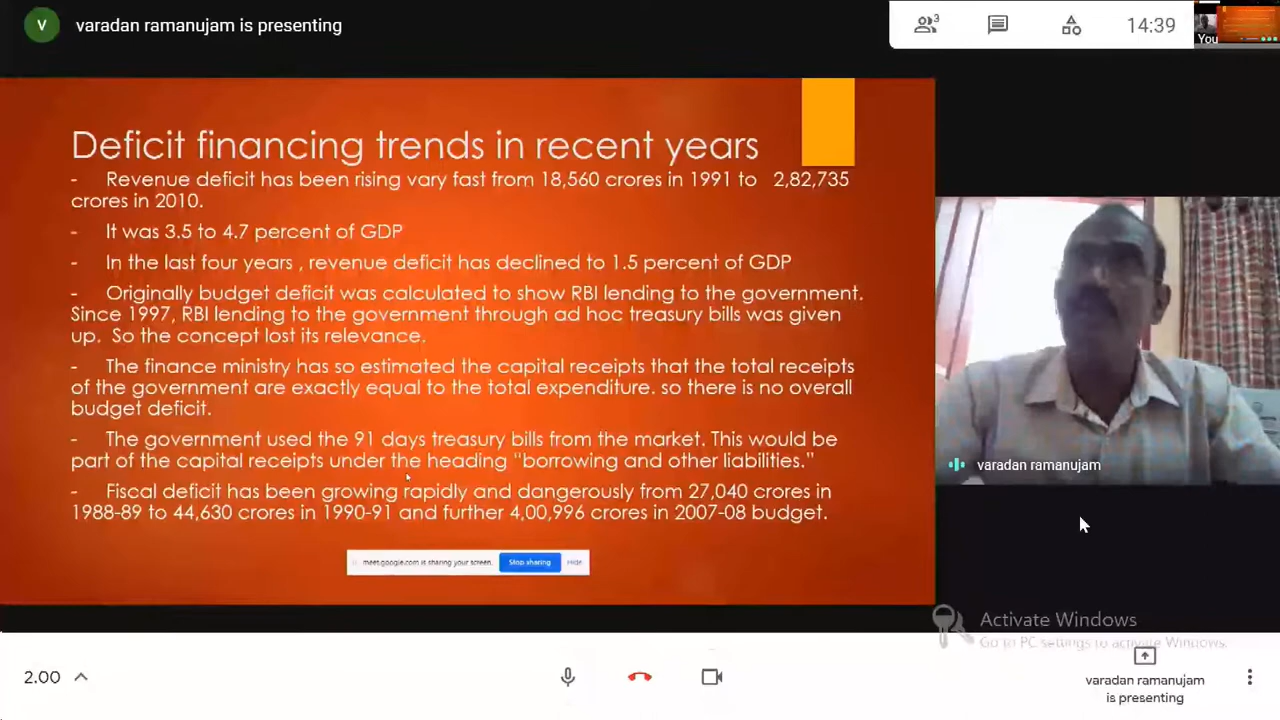 V
varadan ramanujam is presenting
3
14:39
You
Deficit financing trends in recent years
- Revenue deficit has been rising vary fast from 18,560 crores in 1991 to 2,82,735
crores in 2010.
- It was 3.5 to 4.7 percent of GDP
- In the last four years , revenue deficit has declined to 1.5 percent of GDP
- Originally budget deficit was calculated to show RBI lending to the government.
Since 1997, RBI lending to the government through ad hoc treasury bills was given
up. So the concept lost its relevance.
- The finance ministry has so estimated the capital receipts that the total receipts
of the government are exactly equal to the total expenditure. so there is no overall
budget deficit.
- The government used the 91 days treasury bills from the market. This would be
part of the capital receipts under the heading “borrowing and other liabilities.”
- Fiscal deficit has been growing rapidly and dangerously from 27,040 crores in
1988-89 to 44,630 crores in 1990-91 and further 4,00,996 crores in 2007-08 budget.
meet.google.com is sharing your screen. Stop sharing Hide
varadan ramanujam
Activate Windows
Go to PC settings to activate Windows.
2.00
varadan ramanujam
is presenting